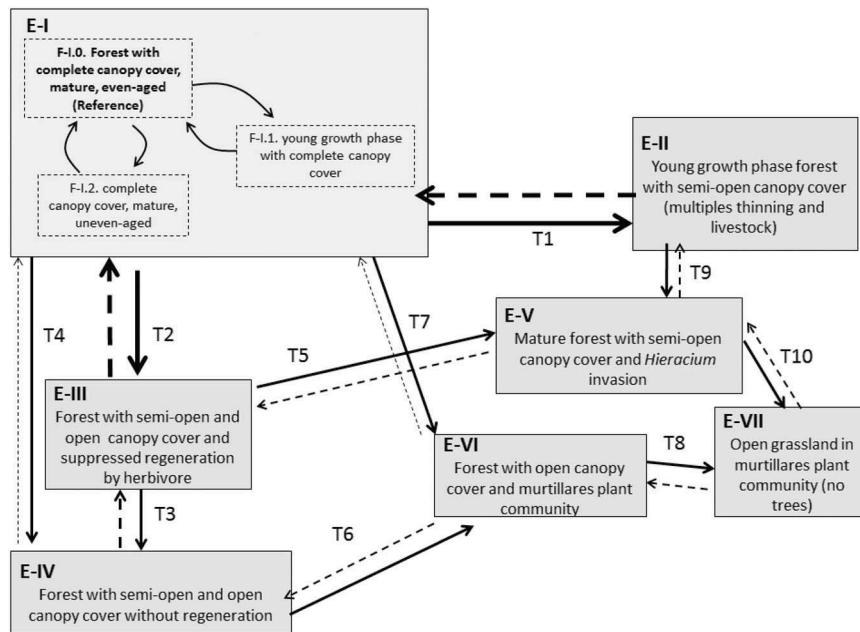 E-I
F-I.0. Forest with
complete canopy cover,
mature, even-aged
(Reference)
F-I.1. young growth phase
with complete canopy
cover
F-I.2. complete
canopy cover, mature,
uneven-aged
E-II
Young growth phase forest
with semi-open canopy cover
(multiples thinning and
livestock)
T1
T9
T4
T2
T7
T5
E-V
Mature forest with semi-open
canopy cover and Hieracium
invasion
T10
E-III
Forest with semi-open and
open canopy cover and
suppressed regeneration
by herbivore
E-VI
Forest with open canopy
cover and murtillares plant
community
T8
E-VII
Open grassland in
murtillares plant
community (no
trees)
T3
T6
E-IV
Forest with semi-open and open
canopy cover without regeneration